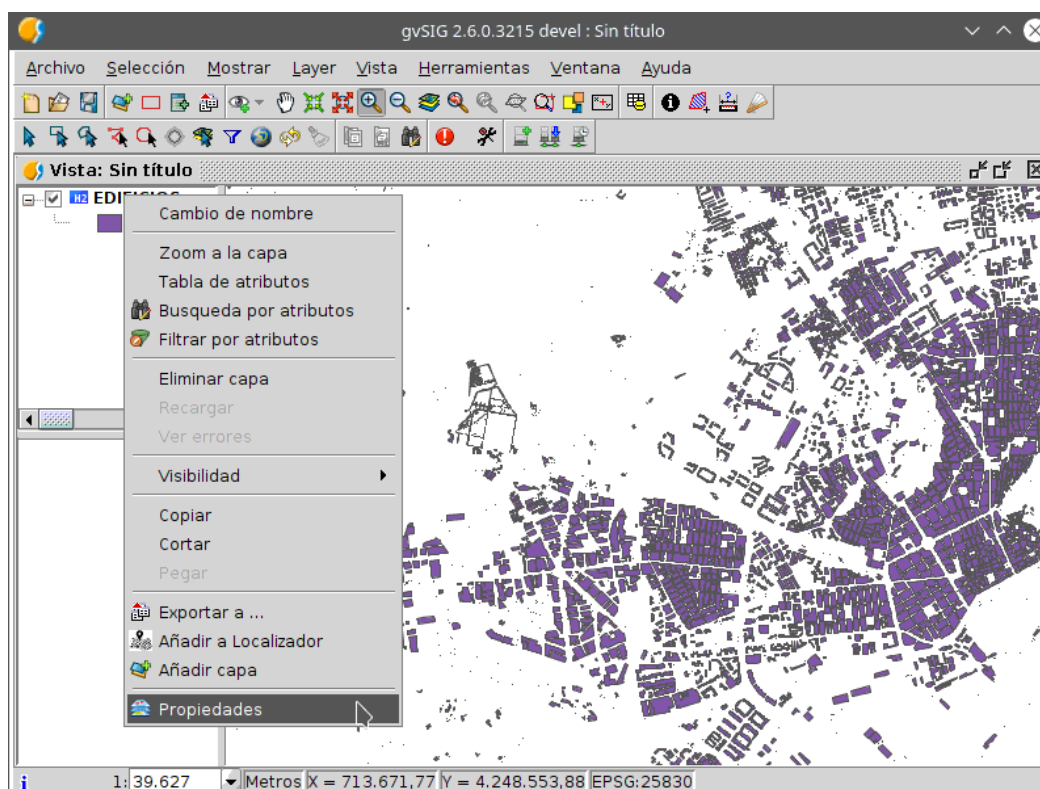 gvSIG 2.6.0.3215 devel : Sin título
Archivo Selección Mostrar Layer Vista Herramientas Ventana Ayuda
Vista: Sin título
H2 EDIFICIOS
Cambio de nombre
Zoom a la capa
Tabla de atributos
Busqueda por atributos
Filtrar por atributos
Eliminar capa
Recargar
Ver errores
Visibilidad
Copiar
Cortar
Pegar
Exportar a ...
Añadir a Localizador
Añadir capa
Propiedades
1: 39.627 Metros X = 713.671,77 Y = 4.248.553,88 EPSG:25830